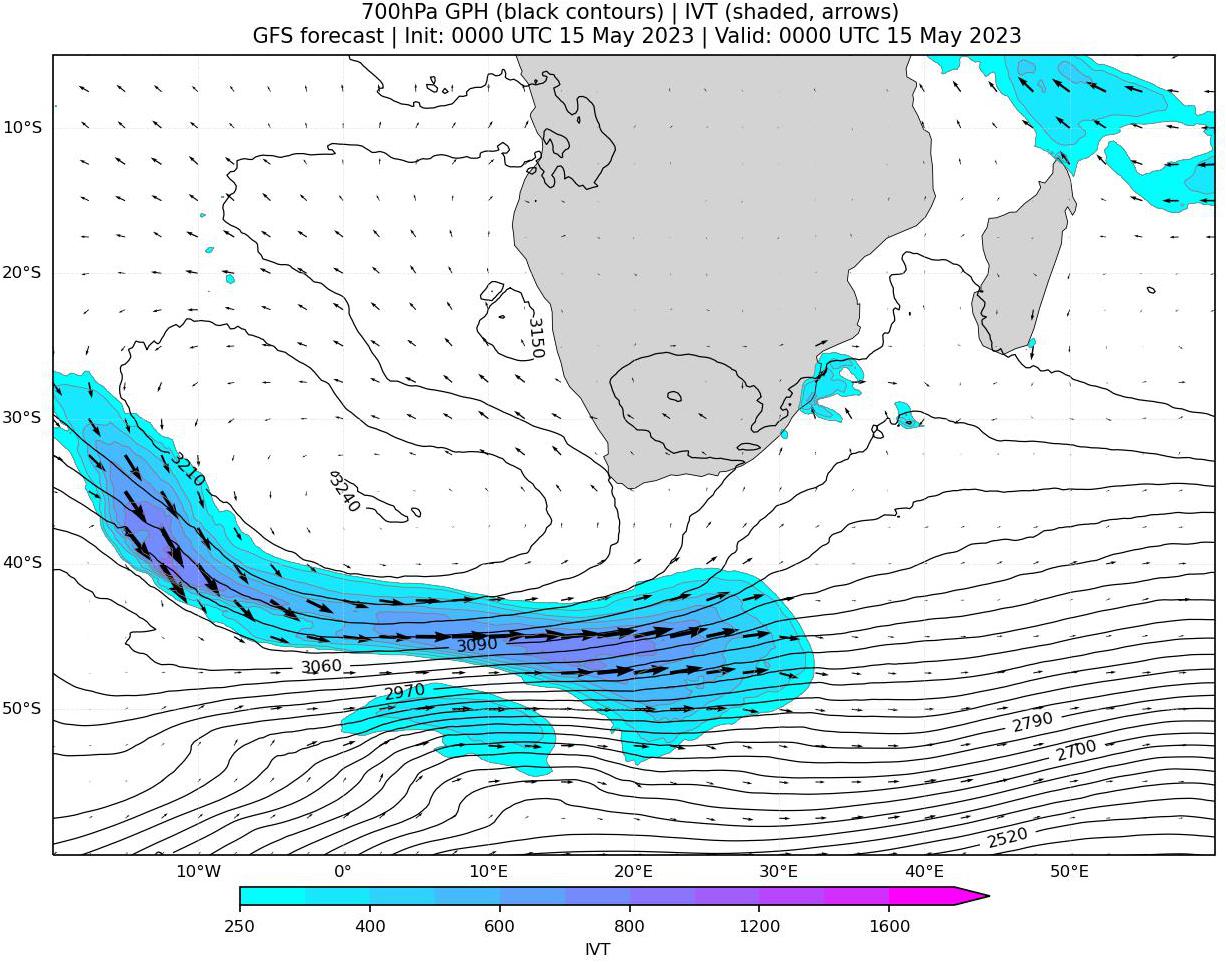 700hPa GPH (black contours) | IVT (shaded, arrows)
GFS forecast | Init: 0000 UTC 15 May 2023 | Valid: 0000 UTC 15 May 2023
10°S
20°S
3150
30°S
3210
3240
40°S
3090
3060
2970
50°S
2790
2700
2520
10°W 0° 10°E 20°E 30°E 40°E 50°E
250 400 600 800 1200 1600
IVT